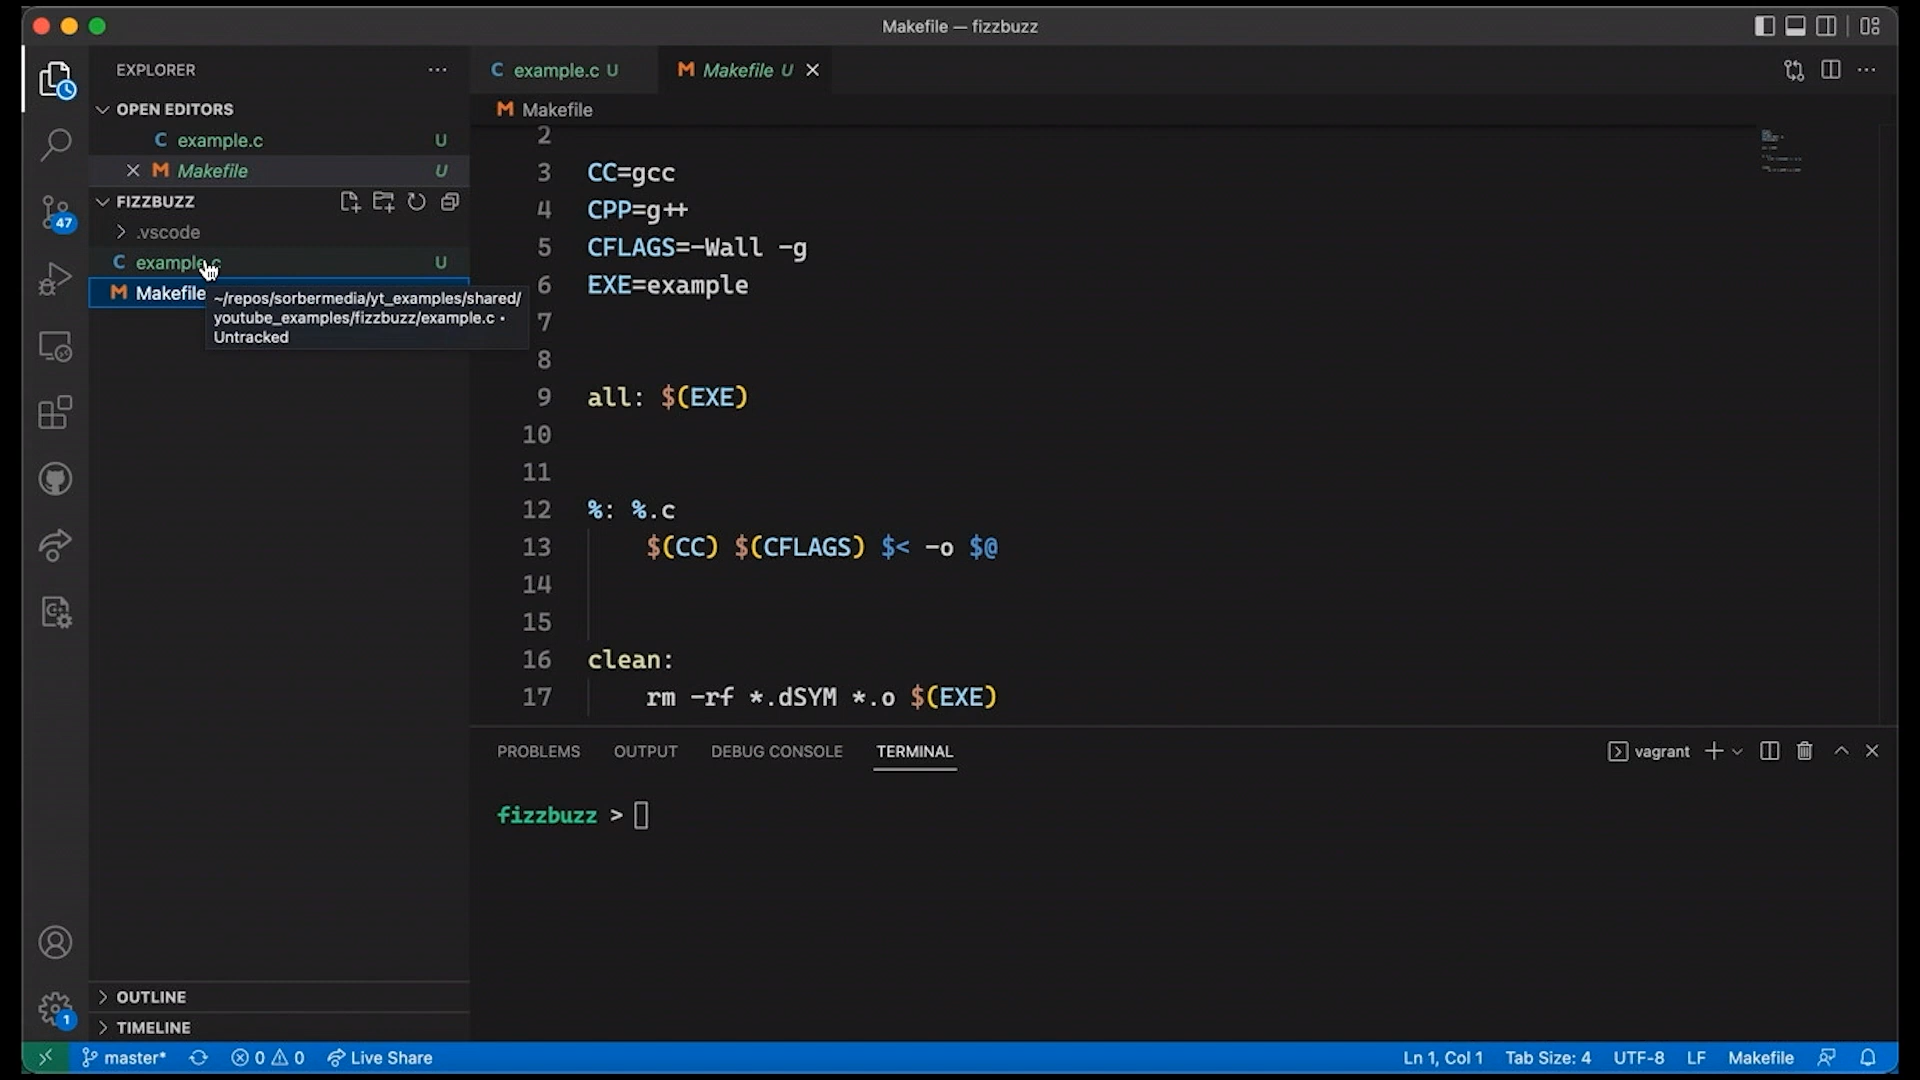 Makefile — fizzbuzz
EXPLORER
OPEN EDITORS
C example.c U
M Makefile U
FIZZBUZZ
.vscode
C example.c U
M Makefile
~/repos/sorbermedia/yt_examples/shared/
youtube_examples/fizzbuzz/example.c •
Untracked
47
1
OUTLINE
TIMELINE
C example.c U
M Makefile U
M Makefile
2
3 CC=gcc
4 CPP=g++
5 CFLAGS=-Wall -g
6 EXE=example
7
8
9 all: $(EXE)
10
11
12 %: %.c
13 $(CC) $(CFLAGS) $< -o $@
14
15
16 clean:
17 rm -rf *.dSYM *.o $(EXE)
PROBLEMS OUTPUT DEBUG CONSOLE TERMINAL
vagrant
fizzbuzz >
master* 0 0 Live Share
Ln 1, Col 1 Tab Size: 4 UTF-8 LF Makefile